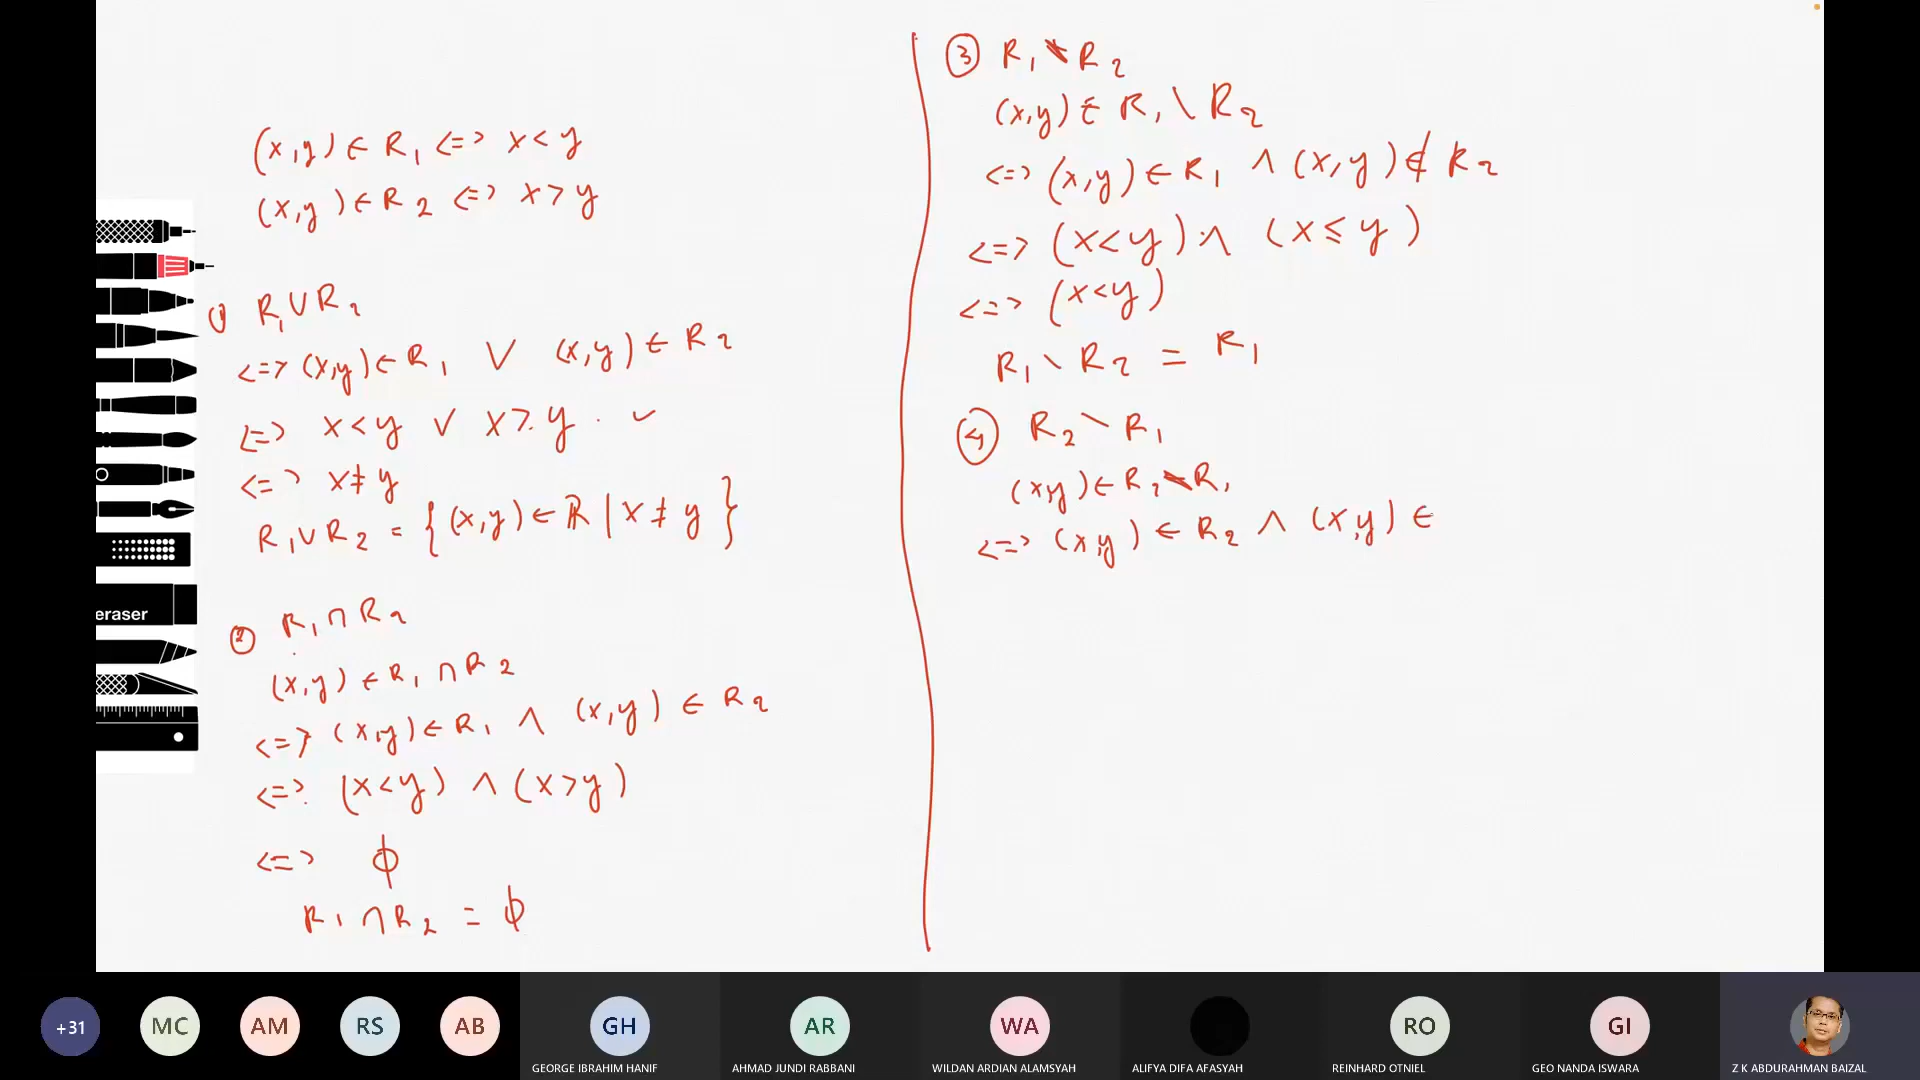 (x,y) ∈ R₁ <=> x < y
(x,y) ∈ R₂ <=> x > y
1) R₁ ∪ R₂
<=> (x,y) ∈ R₁ ∨ (x,y) ∈ R₂
<=> x < y ∨ x > y. ✓
<=> x ≠ y
R₁ ∪ R₂ = {(x,y) ∈ ℝ | x ≠ y}
② R₁ ∩ R₂
(x,y) ∈ R₁ ∩ R₂
<=> (x,y) ∈ R₁ ∧ (x,y) ∈ R₂
<=> (x < y) ∧ (x > y)
<=> ϕ
R₁ ∩ R₂ = ϕ
③ R₁ \ R₂
(x,y) ∈ R₁ \ R₂
<=> (x,y) ∈ R₁ ∧ (x,y) ∉ R₂
<=> (x < y) ∧ (x ≤ y)
<=> (x < y)
R₁ \ R₂ = R₁
④ R₂ \ R₁
(x,y) ∈ R₂ \ R₁
<=> (x,y) ∈ R₂ ∧ (x,y) ∈
eraser
+31
MC
AM
RS
AB
GH
GEORGE IBRAHIM HANIF
AR
AHMAD JUNDI RABBANI
WA
WILDAN ARDIAN ALAMSYAH
ALIFYA DIFA AFASYAH
RO
REINHARD OTNIEL
GI
GEO NANDA ISWARA
Z K ABDURAHMAN BAIZAL